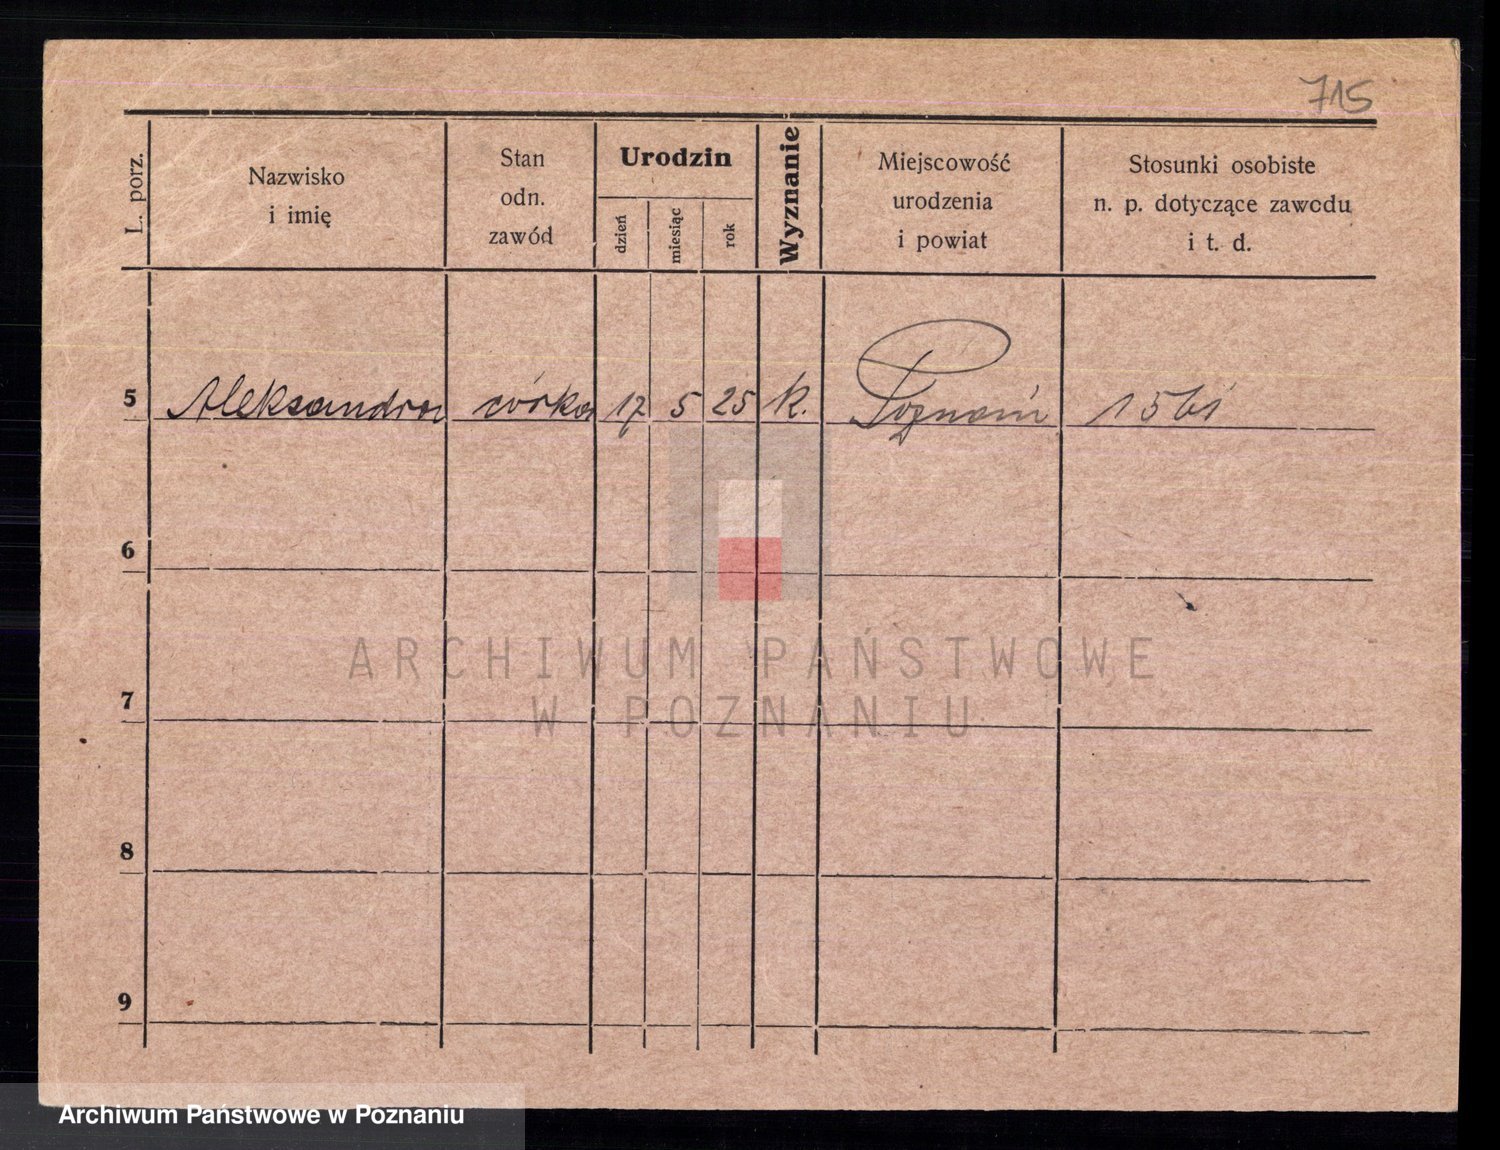 715
L. porz.
Nazwisko
i imię
Stan
odn.
zawód
Urodzin
dzień
miesiąc
rok
Wyznanie
Miejscowość
urodzenia
i powiat
Stosunki osobiste
n. p. dotyczące zawodu
i t. d.
5 Aleksandra córka 17 5 25 k. Poznań
6
7
8
9
ARCHIWUM PAŃSTWOWE
W POZNANIU
Archiwum Państwowe w Poznaniu